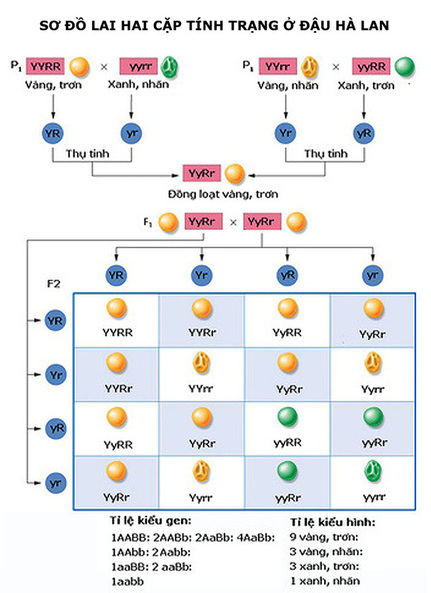 SƠ ĐỒ LAI HAI CẶP TÍNH TRẠNG Ở ĐẬU HÀ LAN
P1 YYRR × yyrr P1 YYrr × yyRR
Vàng, trơn Xanh, nhăn Vàng, nhăn Xanh, trơn
YR yr Yr yR
Thụ tinh Thụ tinh
YyRr
Đồng loạt vàng, trơn
F1 YyRr × YyRr
F2 YR Yr yR yr
YR YYRR YYRr YyRR YyRr
Yr YYRr YYrr YyRr Yyrr
yR YyRR YyRr yyRR yyRr
yr YyRr Yyrr yyRr yyrr
Tỉ lệ kiểu gen: Tỉ lệ kiểu hình:
1AABB: 2AABb: 2AaBb: 4AaBb: 9 vàng, trơn:
1AAbb: 2Aabb: 3 vàng, nhăn:
1aaBB: 2 aaBb: 3 xanh, trơn:
1aabb 1 xanh, nhăn